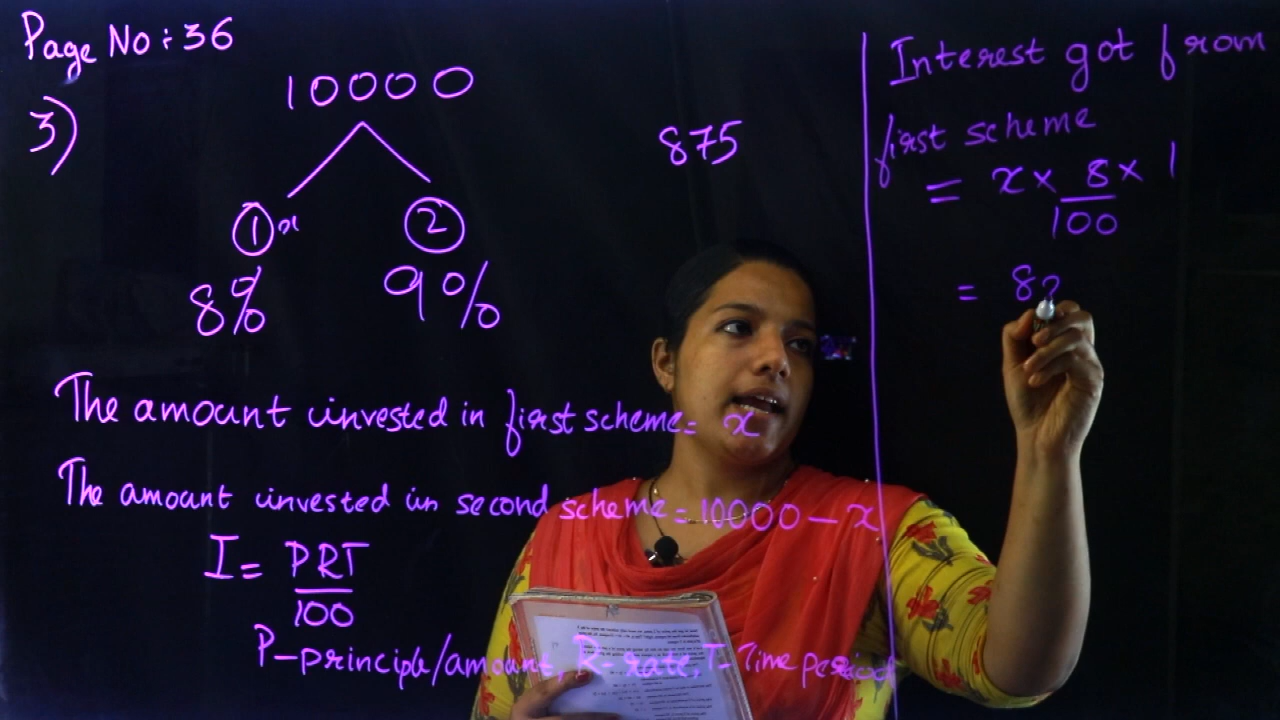 Page No : 36
3)
10000
1 x 2
8% 9%
875
The amount invested in first scheme = x
The amount invested in second scheme = 10000 - x
I = PRT
100
P-principle/amount, R-rate, T-Time period
Interest got from
first scheme
= x × 8 × 1
100
= 8